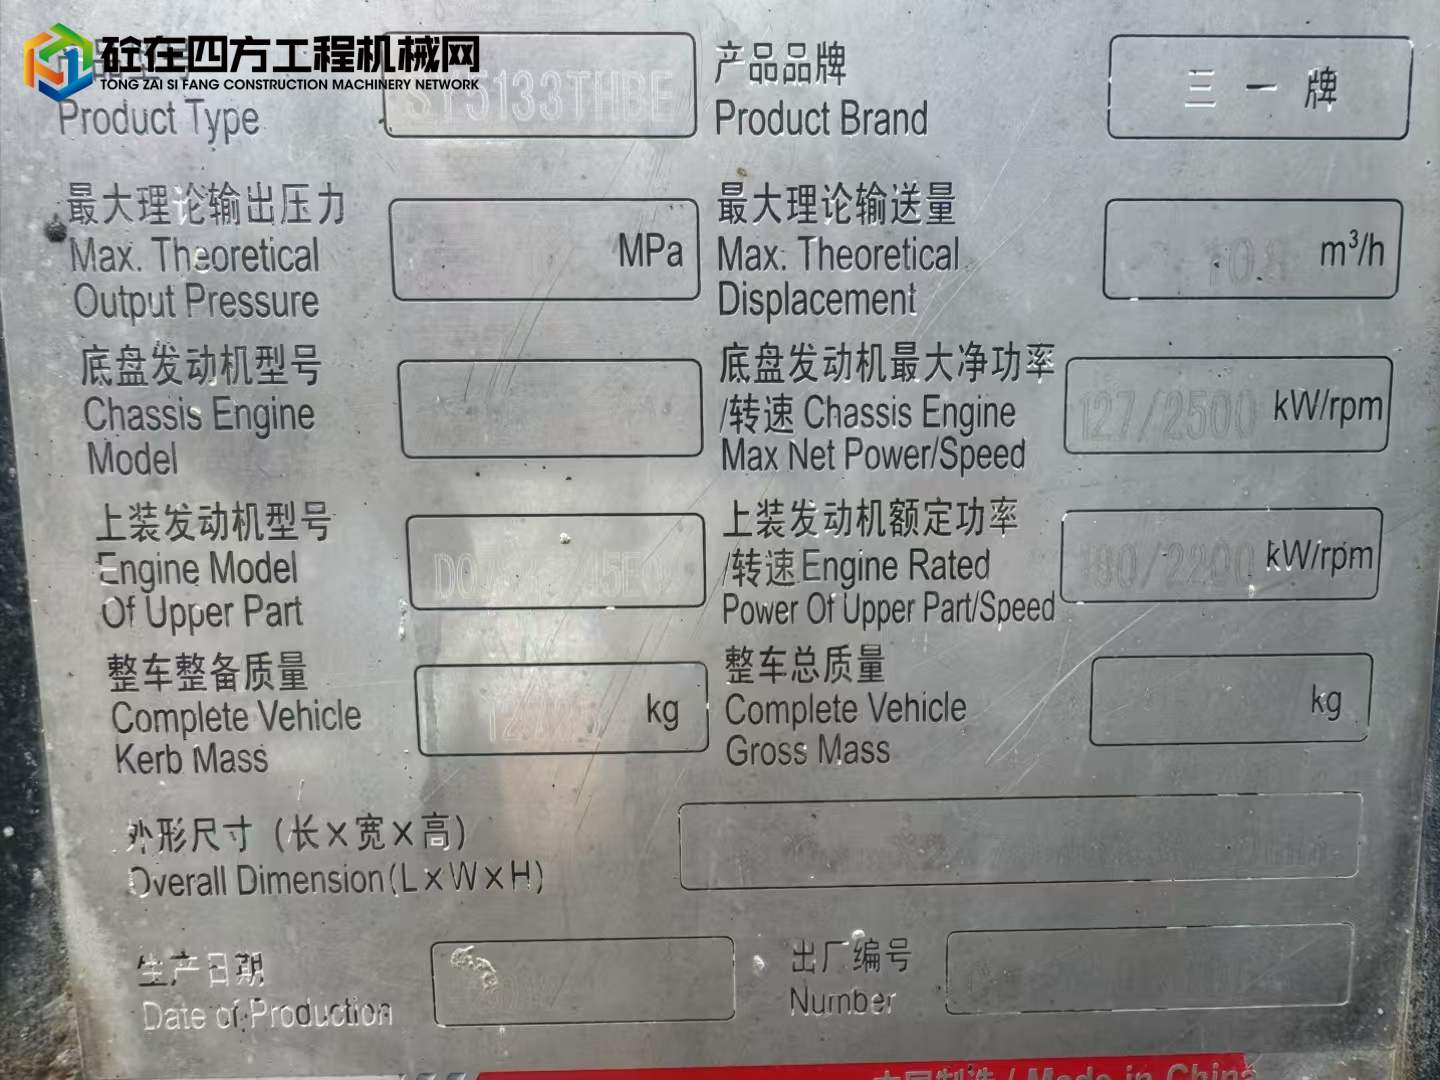 砼在四方工程机械网
TONG ZAI SI FANG CONSTRUCTION MACHINERY NETWORK
Product Type
SY5133THBE
产品品牌
Product Brand
三一牌
最大理论输出压力
Max. Theoretical
Output Pressure
MPa
最大理论输送量
Max. Theoretical
Displacement
m³/h
底盘发动机型号
Chassis Engine
Model
底盘发动机最大净功率
/转速 Chassis Engine
Max Net Power/Speed
127/2500 kW/rpm
上装发动机型号
Engine Model
Of Upper Part
上装发动机额定功率
/转速 Engine Rated
Power Of Upper Part/Speed
kW/rpm
整车整备质量
Complete Vehicle
Kerb Mass
kg
整车总质量
Complete Vehicle
Gross Mass
kg
外形尺寸 (长×宽×高)
Overall Dimension(L×W×H)
生产日期
Date of Production
出厂编号
Number
中国制造 / Made in China